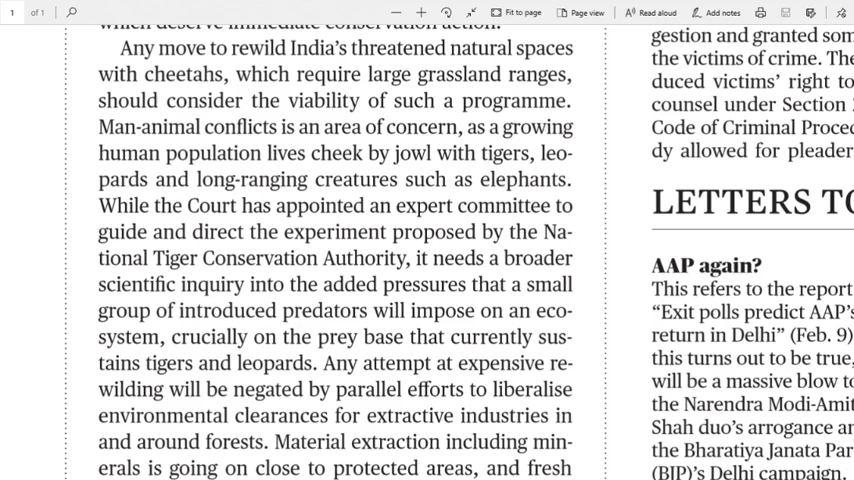 1 of 1 Fit to page Page view Read aloud Add notes
which deserve immediate conservation action.
Any move to rewild India's threatened natural spaces
with cheetahs, which require large grassland ranges,
should consider the viability of such a programme.
Man-animal conflicts is an area of concern, as a growing
human population lives cheek by jowl with tigers, leo-
pards and long-ranging creatures such as elephants.
While the Court has appointed an expert committee to
guide and direct the experiment proposed by the Na-
tional Tiger Conservation Authority, it needs a broader
scientific inquiry into the added pressures that a small
group of introduced predators will impose on an eco-
system, crucially on the prey base that currently sus-
tains tigers and leopards. Any attempt at expensive re-
wilding will be negated by parallel efforts to liberalise
environmental clearances for extractive industries in
and around forests. Material extraction including min-
erals is going on close to protected areas, and fresh
gestion and granted som
the victims of crime. The
duced victims' right to
counsel under Section
Code of Criminal Proced
dy allowed for pleader
LETTERS TO
AAP again?
This refers to the report
“Exit polls predict AAP's
return in Delhi” (Feb. 9)
this turns out to be true,
will be a massive blow to
the Narendra Modi-Amit
Shah duo's arrogance an
the Bharatiya Janata Par
(BJP)'s Delhi campaign.